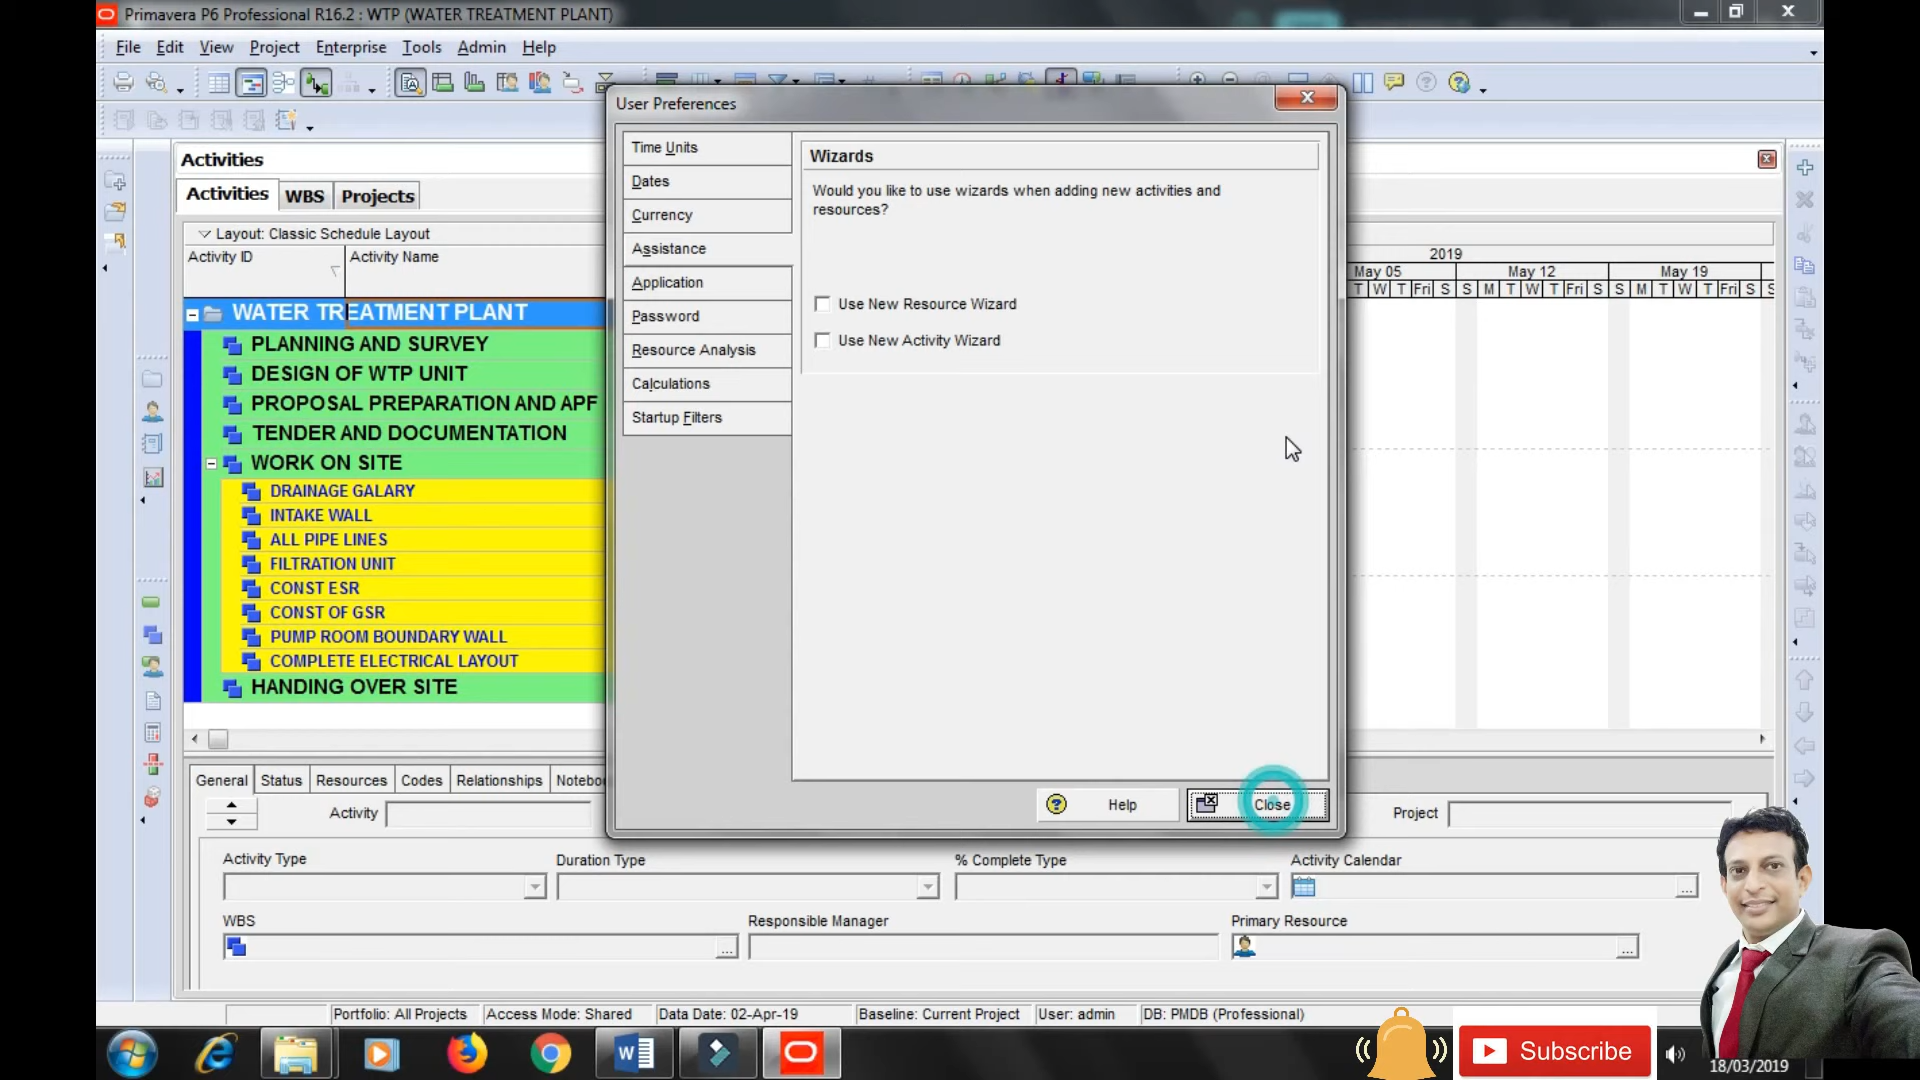 Primavera P6 Professional R16.2 : WTP (WATER TREATMENT PLANT)
File Edit View Project Enterprise Tools Admin Help
User Preferences
Time Units
Dates
Currency
Assistance
Application
Password
Resource Analysis
Calculations
Startup Filters
Wizards
Would you like to use wizards when adding new activities and
resources?
Use New Resource Wizard
Use New Activity Wizard
Help Close
Activities
Activities WBS Projects
Layout: Classic Schedule Layout
Activity ID Activity Name
2019
May 05 May 12 May 19
T W T Fri S S M T W T Fri S S M T W T Fri S S
WATER TREATMENT PLANT
PLANNING AND SURVEY
DESIGN OF WTP UNIT
PROPOSAL PREPARATION AND APF
TENDER AND DOCUMENTATION
WORK ON SITE
DRAINAGE GALARY
INTAKE WALL
ALL PIPE LINES
FILTRATION UNIT
CONST ESR
CONST OF GSR
PUMP ROOM BOUNDARY WALL
COMPLETE ELECTRICAL LAYOUT
HANDING OVER SITE
General Status Resources Codes Relationships Notebo
Activity Project
Activity Type Duration Type % Complete Type Activity Calendar
WBS Responsible Manager Primary Resource
Portfolio: All Projects Access Mode: Shared Data Date: 02-Apr-19 Baseline: Current Project User: admin DB: PMDB (Professional)
Subscribe
18/03/2019